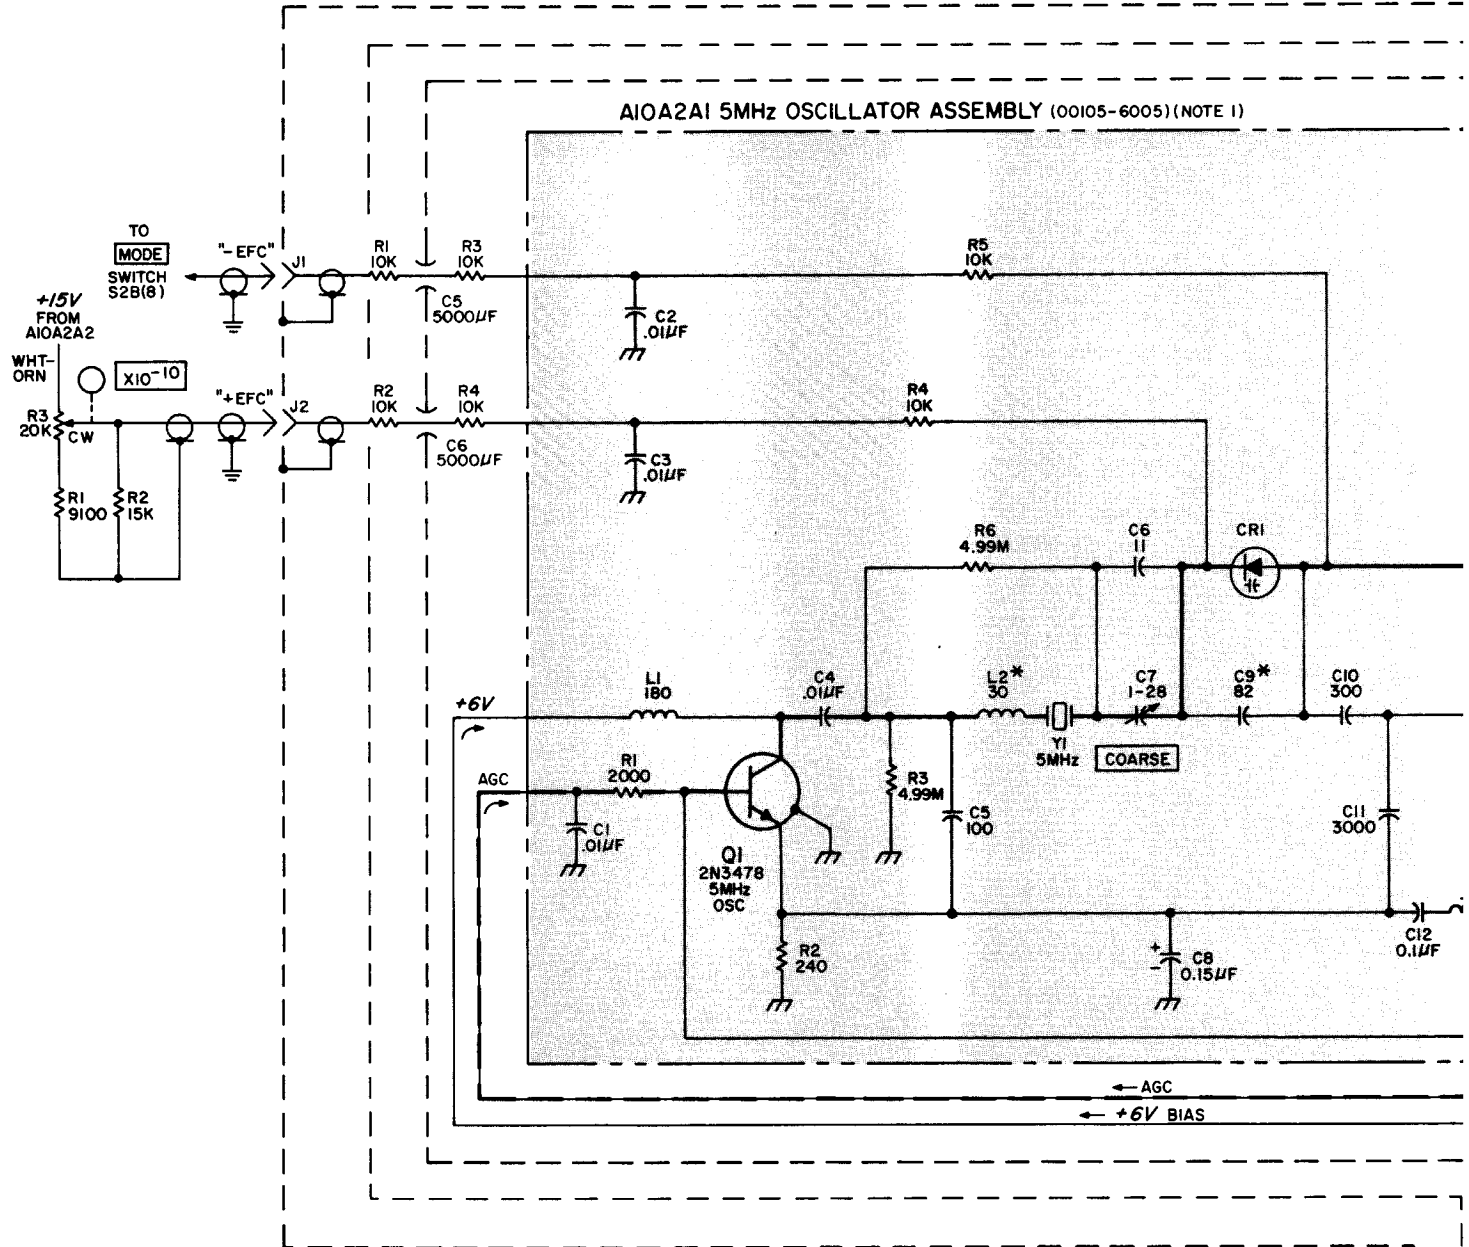 A10A2A1 5MHz OSCILLATOR ASSEMBLY (00105-6005)(NOTE 1)
TO
MODE
SWITCH
S2B(8)
"-EFC"
J1
R1
10K
R3
10K
C5
5000µF
C2
.01µF
R5
10K
+15V
FROM
A10A2A2
WHT-
ORN
X10-10
R3
20K
CW
"+EFC"
J2
R2
10K
R4
10K
C6
5000µF
C3
.01µF
R4
10K
R1
9100
R2
15K
R6
4.99M
C6
11
CR1
+6V
L1
180
C4
.01µF
L2*
30
Y1
5MHz
C7
1-28
COARSE
C9*
82
C10
300
AGC
R1
2000
C1
.01µF
Q1
2N3478
5MHz
OSC
R3
4.99M
C5
100
C11
3000
R2
240
+
-
C8
0.15µF
C12
0.1µF
AGC
+6V BIAS